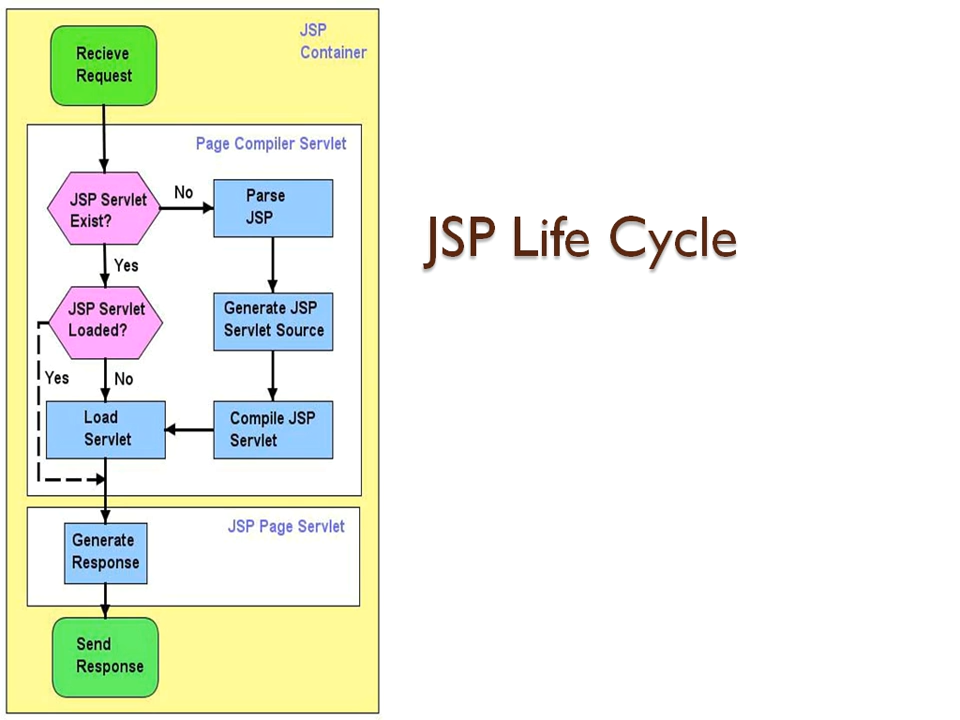 JSP
Container
Recieve
Request
Page Compiler Servlet
JSP Servlet
Exist?
No
Parse
JSP
Yes
JSP Servlet
Loaded?
Generate JSP
Servlet Source
Yes
No
Load
Servlet
Compile JSP
Servlet
JSP Page Servlet
Generate
Response
Send
Response
JSP Life Cycle